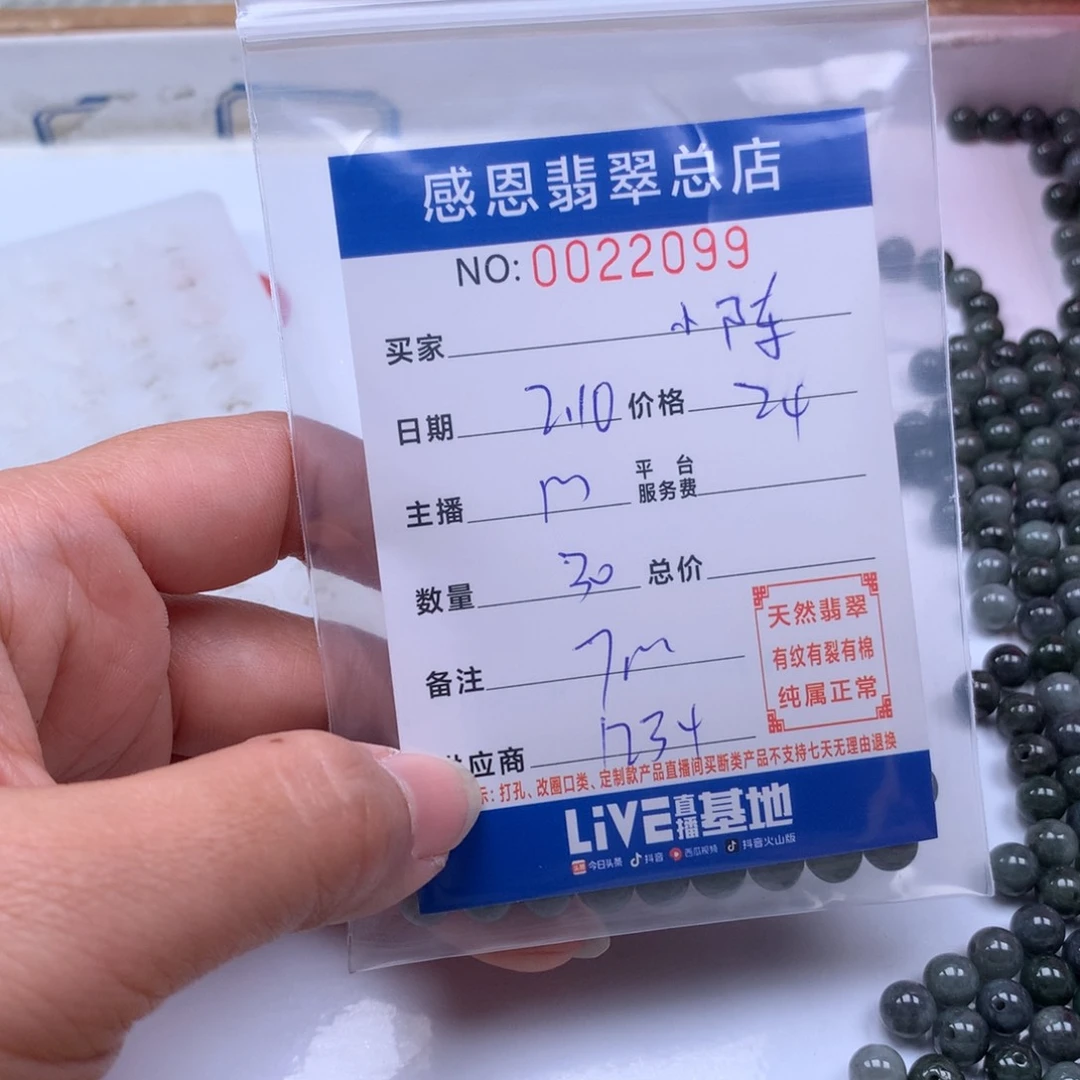 感恩翡翠总店
NO: 0022099
买家 小陈
日期 2.10 价格 24
主播 m 平台服务费
数量 30 总价
备注 7m
应商 1234
天然翡翠
有纹有裂有棉
纯属正常
示: 打孔、改圈口类、定制款产品直播间买断类产品不支持七天无理由退换
LiVE直播基地
头条 今日头条 抖音 西瓜视频 抖音火山版